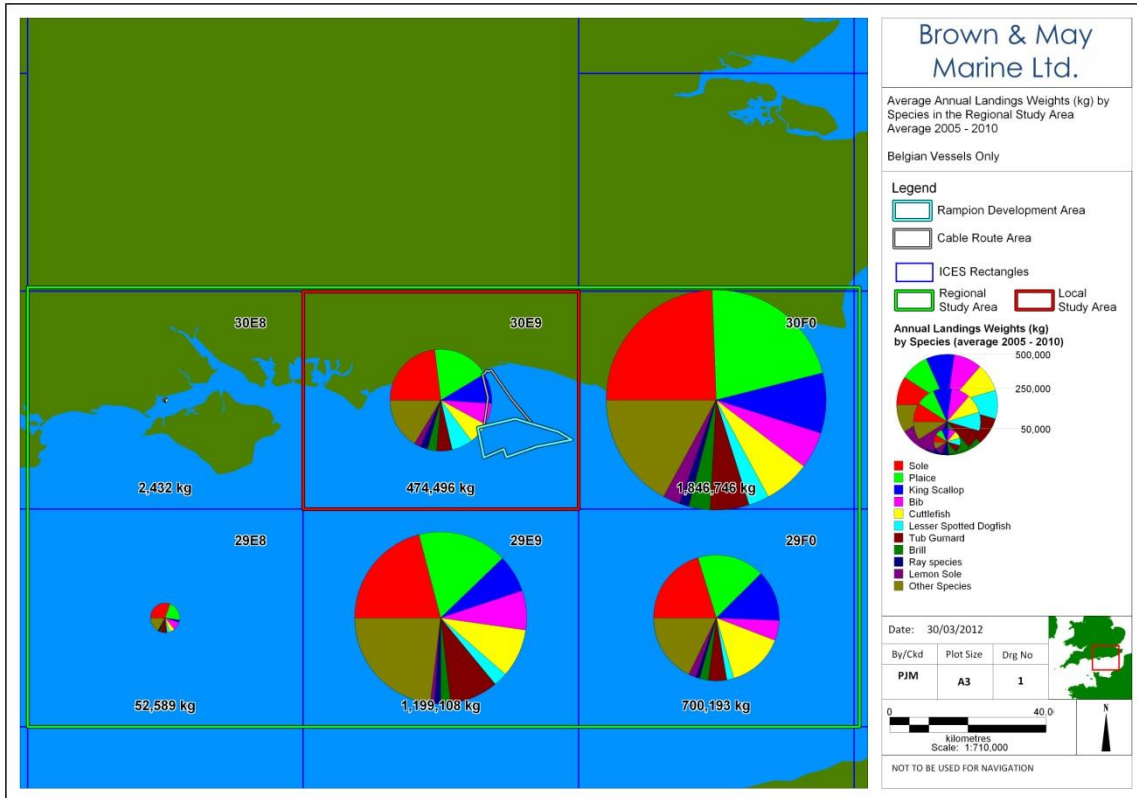 30E8
30E9
30F0
2,432 kg
474,496 kg
1,846,746 kg
29E8
29E9
29F0
52,589 kg
1,199,108 kg
700,193 kg
Brown & May
Marine Ltd.
Average Annual Landings Weights (kg) by
Species in the Regional Study Area
Average 2005 - 2010
Belgian Vessels Only
Legend
Rampion Development Area
Cable Route Area
ICES Rectangles
Regional
Study Area
Local
Study Area
Annual Landings Weights (kg)
by Species (average 2005 - 2010)
500,000
250,000
50,000
Sole
Plaice
King Scallop
Bib
Cuttlefish
Lesser Spotted Dogfish
Tub Gurnard
Brill
Ray species
Lemon Sole
Other Species
Date: 30/03/2012
By/Ckd Plot Size Drg No
PJM A3 1
0 40.0
kilometres
Scale: 1:710,000
N
NOT TO BE USED FOR NAVIGATION